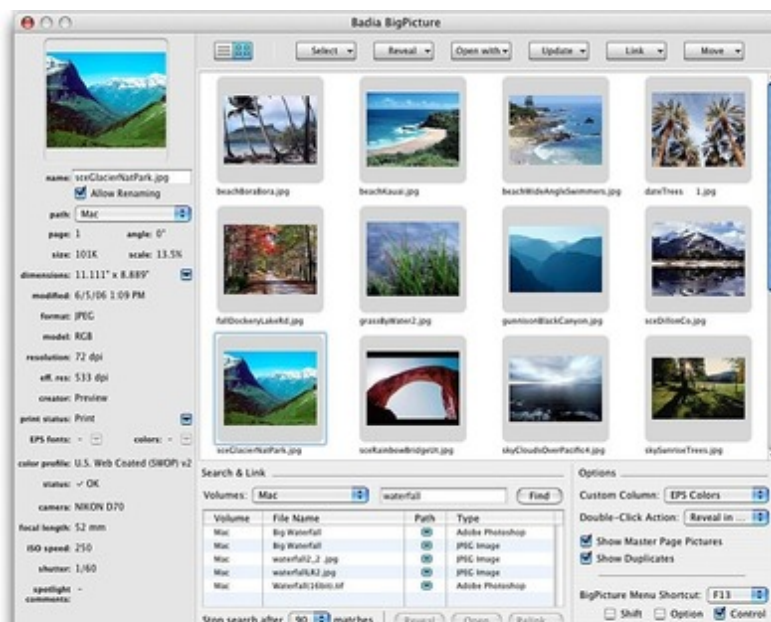 Badia BigPicture
Select
Reveal
Open with
Update
Link
Move
name: sceGlacierNatPark.jpg
Allow Renaming
path: Mac
page: 1 angle: 0°
size: 101K scale: 13.5%
dimensions: 11.111" x 8.889"
modified: 6/5/06 1:09 PM
format: JPEG
model: RGB
resolution: 72 dpi
eff. res: 533 dpi
creator: Preview
print status: Print
EPS fonts: - colors: -
color profile: U.S. Web Coated (SWOP) v2
status: ✓ OK
camera: NIKON D70
focal length: 52 mm
ISO speed: 250
shutter: 1/60
spotlight comments: -
beachBoraBora.jpg
beachKauai.jpg
beachWideAngleSwimmers.jpg
dateTrees 1.jpg
fallDockeryLakeRd.jpg
grassByWater2.jpg
gunnisonBlackCanyon.jpg
sceDillonCo.jpg
sceGlacierNatPark.jpg
sceRainbowBridgeUt.jpg
skyCloudsOverPacific4.jpg
skySunriseTrees.jpg
Search & Link
Volumes: Mac waterfall Find
Volume File Name Path Type
Mac Big Waterfall Adobe Photoshop
Mac Big Waterfall JPEG Image
Mac waterfall2_2 .jpg JPEG Image
Mac waterfallLR2.jpg JPEG Image
Mac Waterfall(16bit).tif Adobe Photoshop
Stop search after 90 matches Reveal Open Relink
Options
Custom Column: EPS Colors
Double-Click Action: Reveal in ...
Show Master Page Pictures
Show Duplicates
BigPicture Menu Shortcut: F13
Shift Option Control